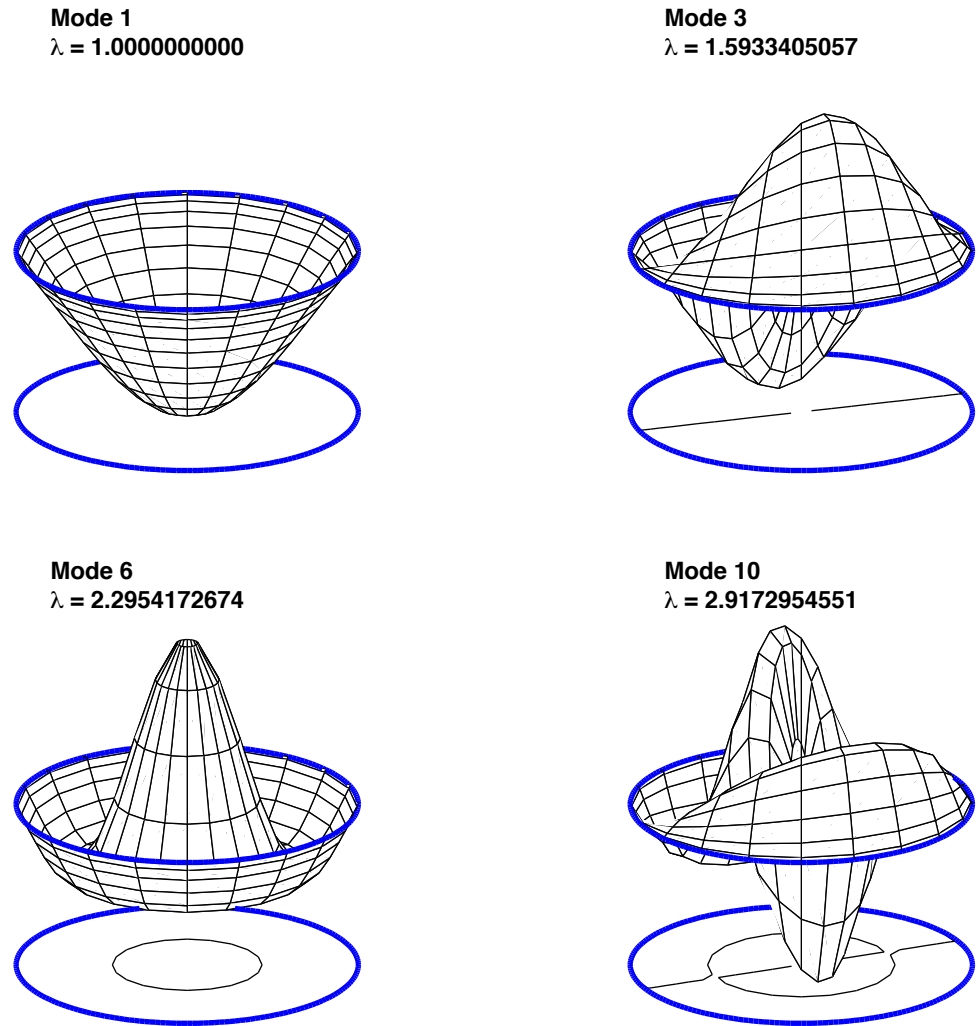 Mode 1
λ = 1.0000000000
Mode 3
λ = 1.5933405057
Mode 6
λ = 2.2954172674
Mode 10
λ = 2.9172954551